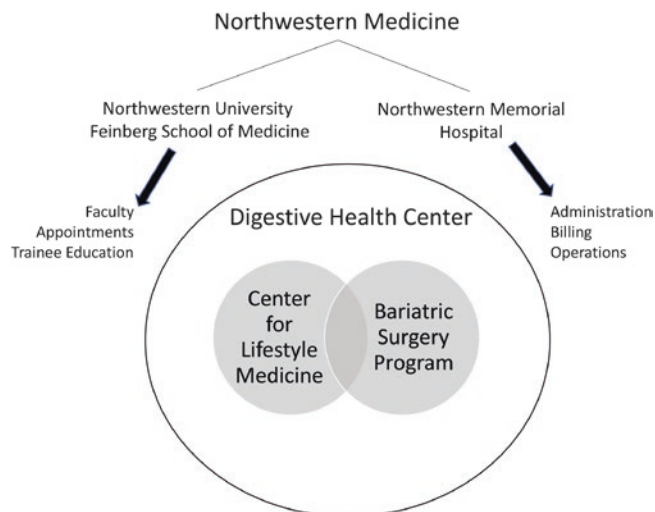 Northwestern Medicine
Northwestern University
Feinberg School of Medicine
Northwestern Memorial
Hospital
Faculty
Appointments
Trainee Education
Administration
Billing
Operations
Digestive Health Center
Center
for
Lifestyle
Medicine
Bariatric
Surgery
Program